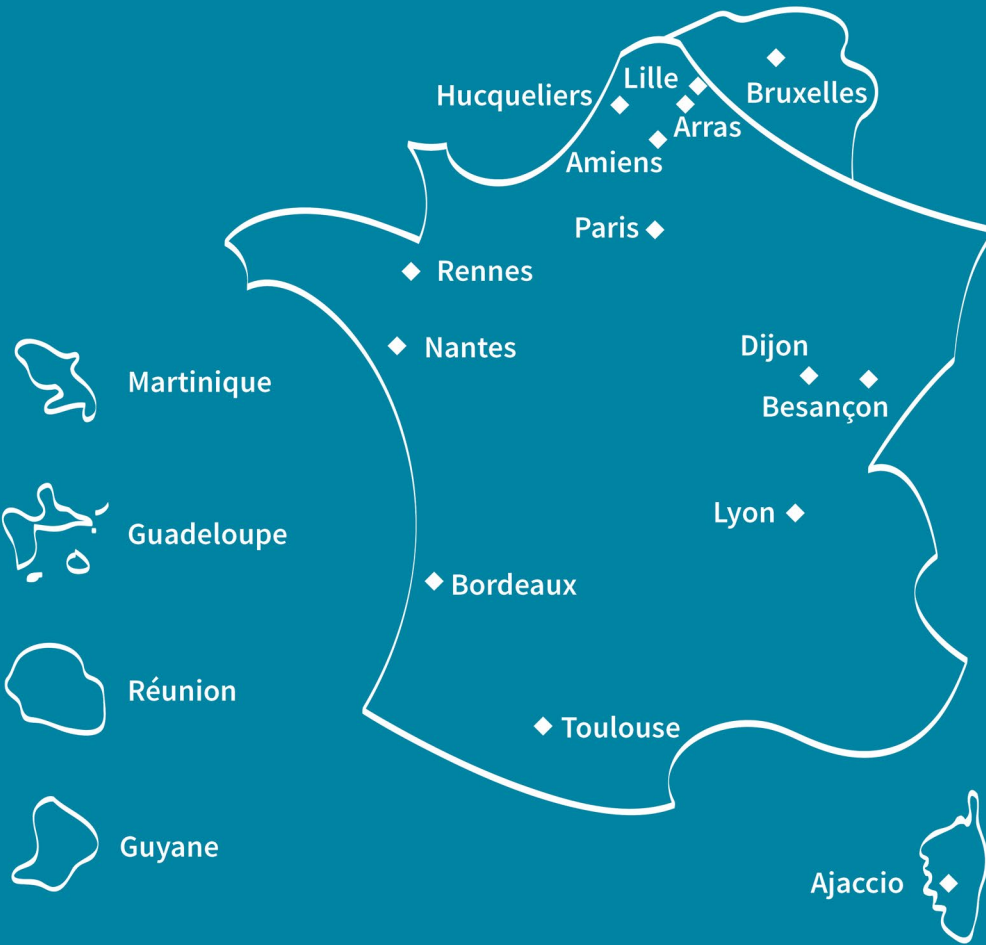 Lille
Hucqueliers
Bruxelles
Arras
Amiens
Paris
Rennes
Nantes
Dijon
Martinique
Besançon
Lyon
Guadeloupe
Bordeaux
Réunion
Toulouse
Guyane
Ajaccio